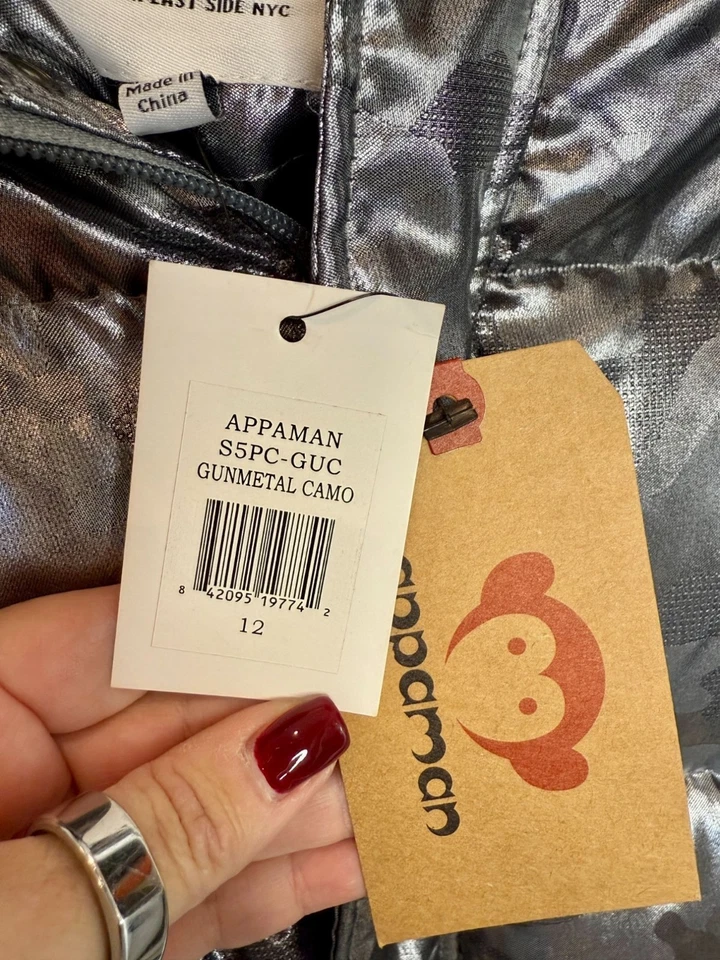 EAST SIDE NYC
Made in
China
APPAMAN
S5PC-GUC
GUNMETAL CAMO
8 42095 19774 2
12
appaman